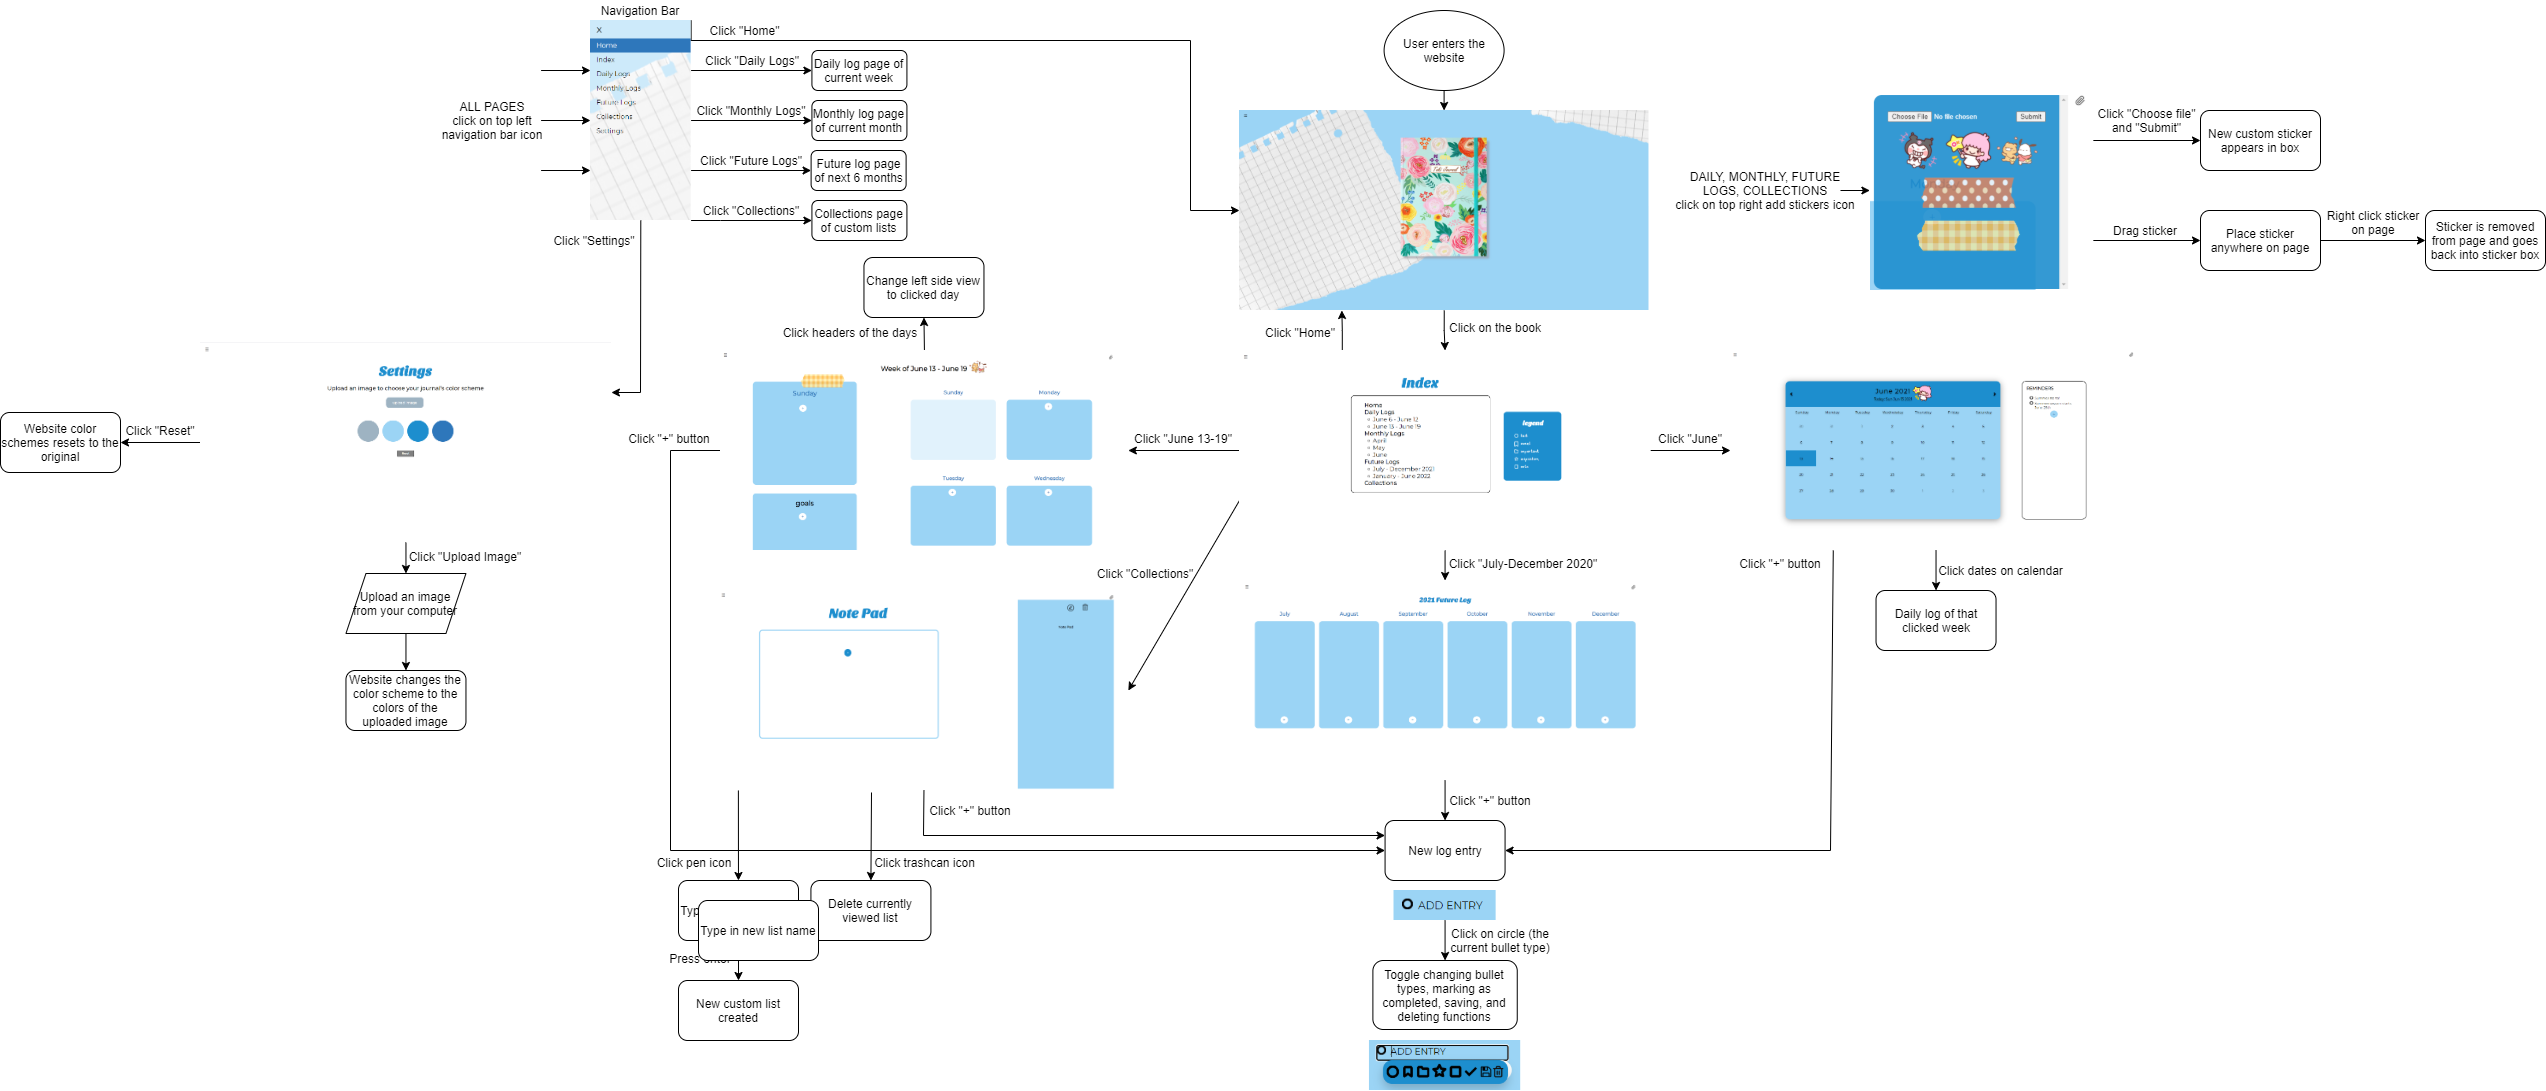 Navigation Bar
X
Home
Index
Daily Logs
Monthly Logs
Future Logs
Collections
Settings
ALL PAGES
click on top left
navigation bar icon
Click "Home"
Click "Daily Logs"
Daily log page of
current week
Click "Monthly Logs"
Monthly log page
of current month
Click "Future Logs"
Future log page
of next 6 months
Click "Collections"
Collections page
of custom lists
Click "Settings"
User enters the
website
DAILY, MONTHLY, FUTURE
LOGS, COLLECTIONS
click on top right add stickers icon
Choose File No file chosen
Submit
Click "Choose file"
and "Submit"
New custom sticker
appears in box
Drag sticker
Place sticker
anywhere on page
Right click sticker
on page
Sticker is removed
from page and goes
back into sticker box
Change left side view
to clicked day
Click headers of the days
Click "Home"
Click on the book
Settings
Upload an image to choose your journal's color scheme
Click "Reset"
Website color
schemes resets to the
original
Click "Upload Image"
Upload an image
from your computer
Website changes the
color scheme to the
colors of the
uploaded image
Week of June 13 - June 19
Sunday
goals
Sunday
Monday
Tuesday
Wednesday
Click "+" button
Click "June 13-19"
Index
Home
Daily Logs
June 6 - June 12
June 13 - June 19
Monthly Logs
April
May
June
Future Logs
July - December 2021
January - June 2022
Collections
legend
Click "June"
June 2021
REMINDERS
Click "Collections"
Click "July-December 2020"
Click "+" button
Click dates on calendar
Daily log of that
clicked week
Note Pad
2021 Future Log
July
August
September
October
November
December
Click "+" button
Click "+" button
Click pen icon
Click trashcan icon
Typ
Type in new list name
Delete currently
viewed list
Press enter
New custom list
created
New log entry
ADD ENTRY
Click on circle (the
current bullet type)
Toggle changing bullet
types, marking as
completed, saving, and
deleting functions
ADD ENTRY